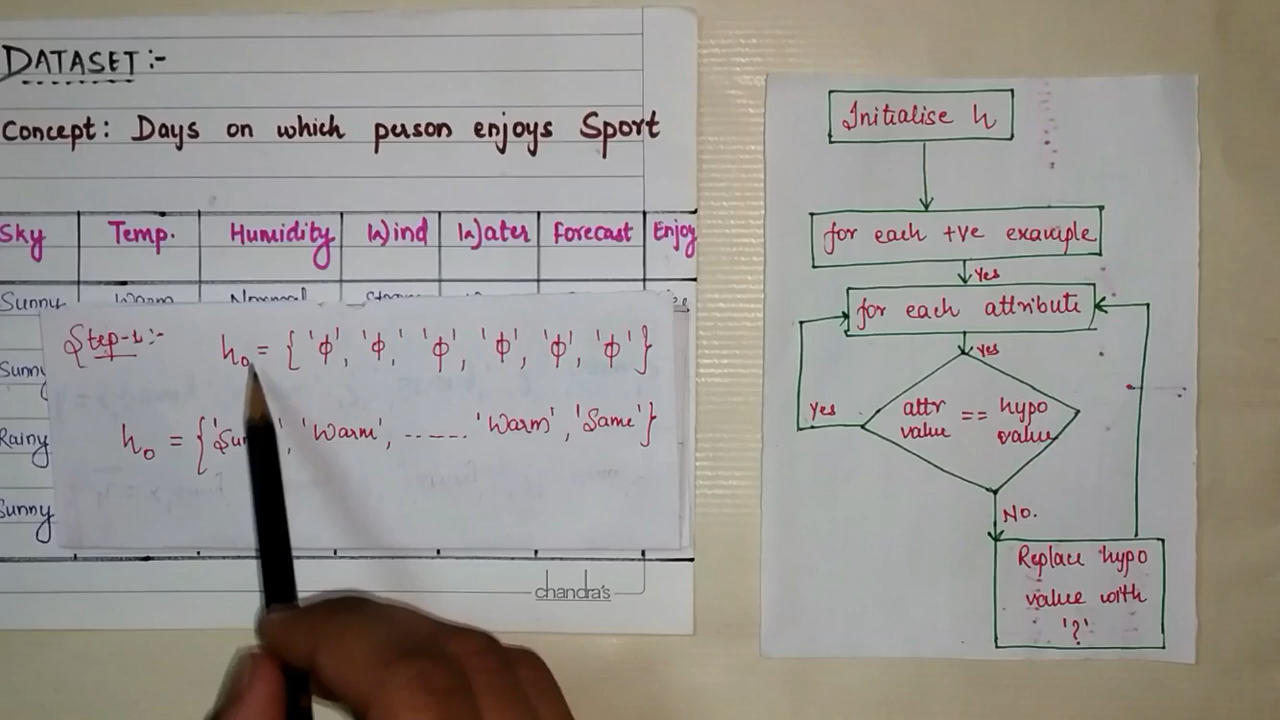 DATASET :-
Concept: Days on which person enjoys Sport
Sky Temp. Humidity Wind Water Forecast Enjoy
Sunny Warm Normal
Step-1:- h₀ = { 'ϕ', 'ϕ,' 'ϕ', 'ϕ', 'ϕ', 'ϕ' }
Sunny
Rainy
h₀ = { , 'Warm', ...... 'Warm', 'Same' }
Sunny
chandra's
Initialise h
for each +ve example
Yes
for each attribute
Yes
attr value == hypo value
Yes
No.
Replace hypo
value with
'?'